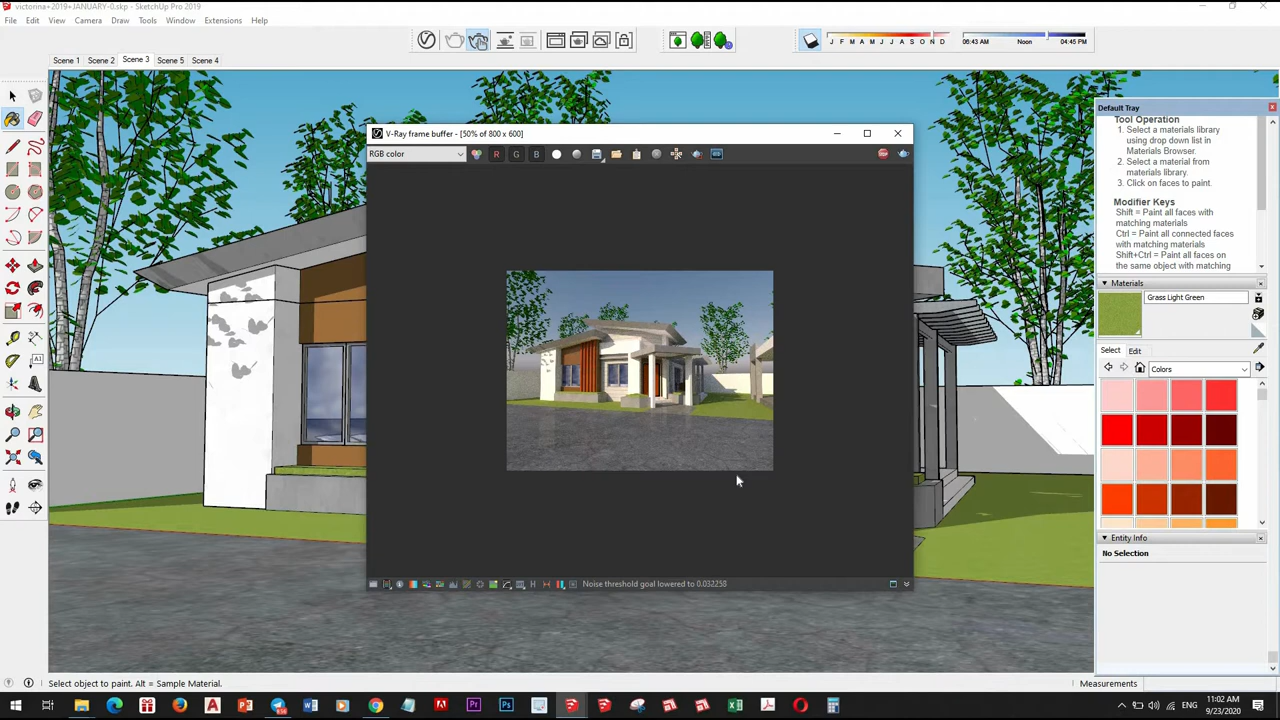 victorina+2019+JANUARY-0.skp - SketchUp Pro 2019
File Edit View Camera Draw Tools Window Extensions Help
J F M A M J J A S O N D
06:43 AM Noon 04:45 PM
Scene 1 Scene 2 Scene 3 Scene 5 Scene 4
V-Ray frame buffer - [50% of 800 x 600]
RGB color
R G B
Noise threshold goal lowered to 0.032258
Default Tray
Tool Operation
1. Select a materials library
using drop down list in
Materials Browser.
2. Select a material from
materials library.
3. Click on faces to paint.
Modifier Keys
Shift = Paint all faces with
matching materials
Ctrl = Paint all connected faces
with matching materials
Shift+Ctrl = Paint all faces on
the same object with matching
Materials
Grass Light Green
Select Edit
Colors
Entity Info
No Selection
Select object to paint. Alt = Sample Material.
Measurements
ENG
11:02 AM
9/23/2020